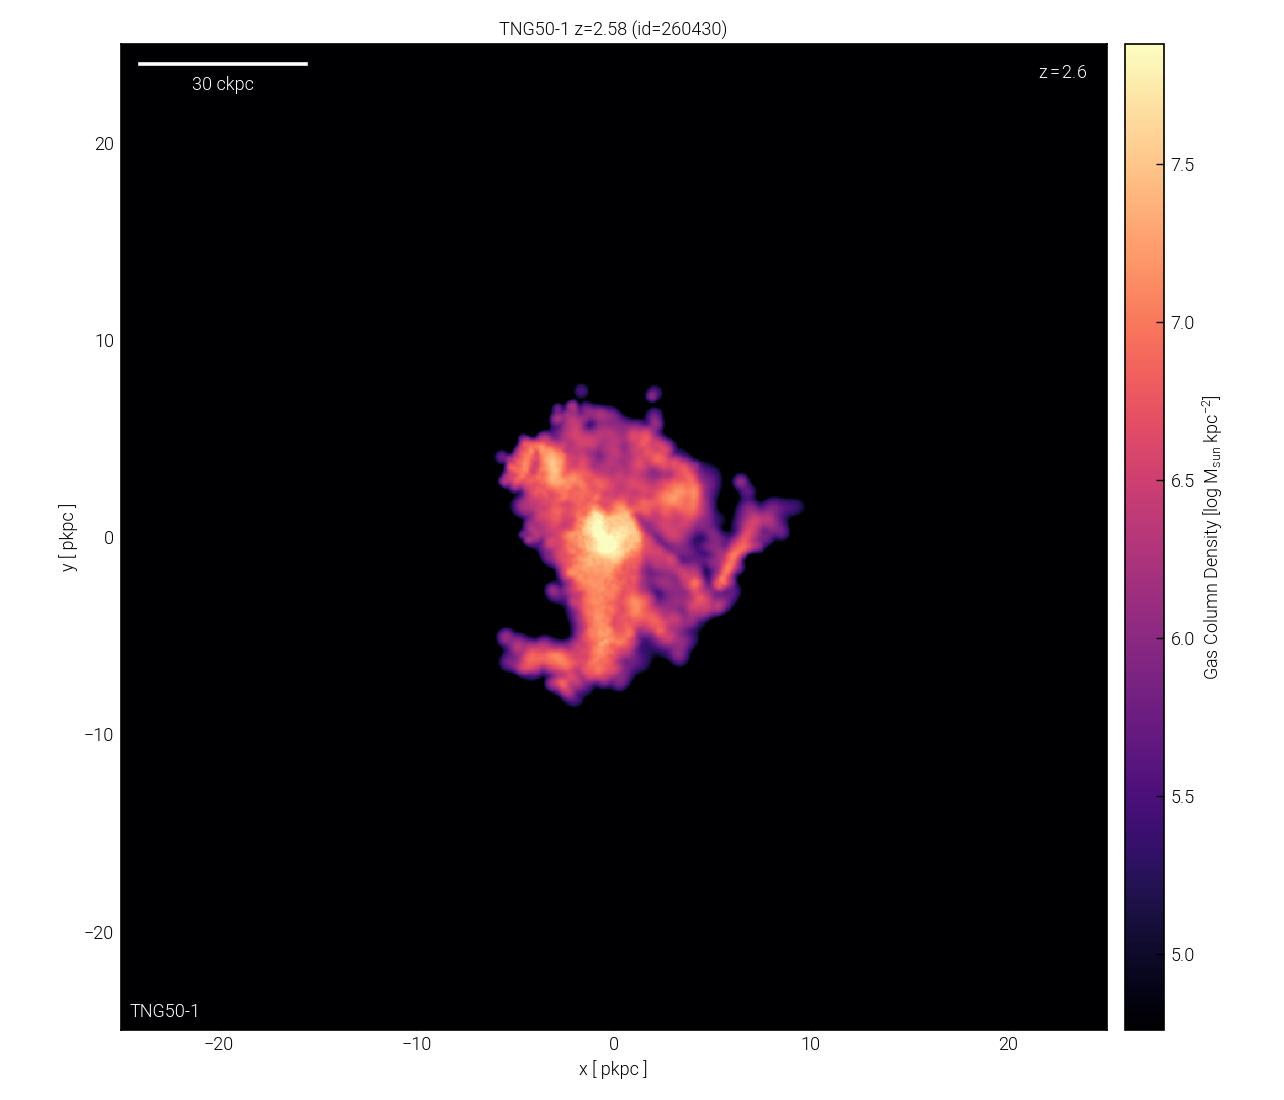 TNG50-1 z=2.58 (id=260430)
30 ckpc
z=2.6
20
10
0
−10
−20
y [ pkpc ]
TNG50-1
−20
−10
0
10
20
x [ pkpc ]
7.5
7.0
6.5
6.0
5.5
5.0
Gas Column Density [log M_sun kpc^−2]